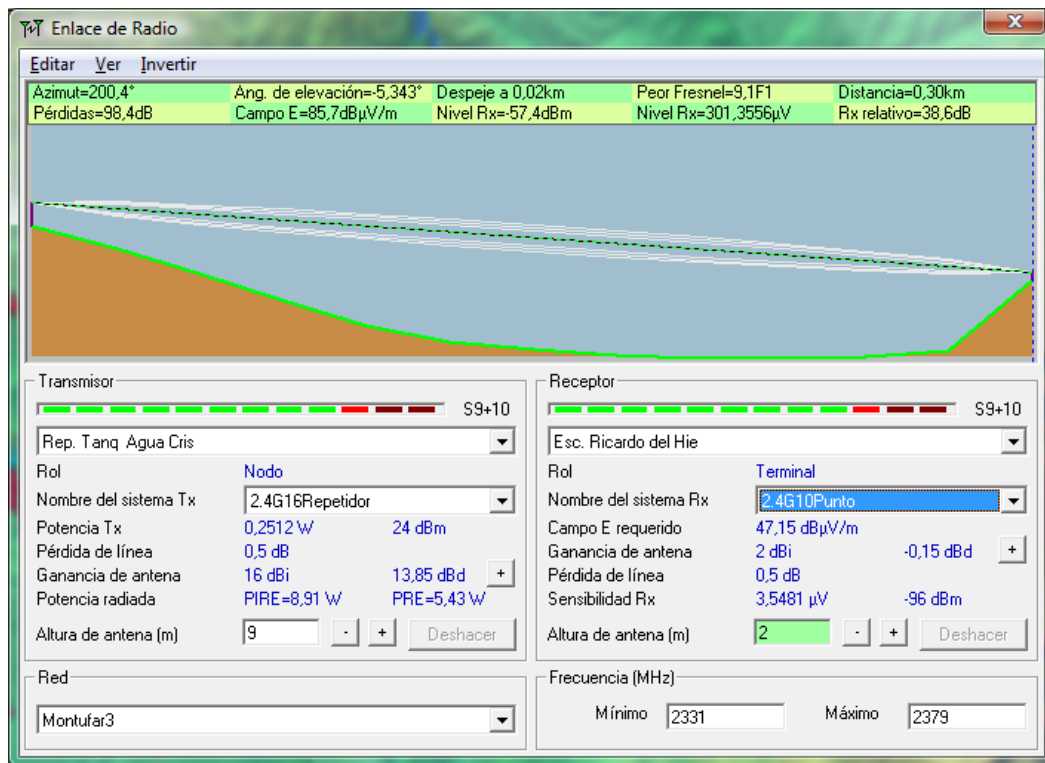 Enlace de Radio
Editar Ver Invertir
Azimut=200,4° Ang. de elevación=-5,343° Despeje a 0,02km Peor Fresnel=9,1F1 Distancia=0,30km
Pérdidas=98,4dB Campo E=85,7dBµV/m Nivel Rx=-57,4dBm Nivel Rx=301,3556µV Rx relativo=38,6dB
Transmisor
S9+10
Rep. Tanq Agua Cris
Rol Nodo
Nombre del sistema Tx 2.4G16Repetidor
Potencia Tx 0,2512 W 24 dBm
Pérdida de línea 0,5 dB
Ganancia de antena 16 dBi 13,85 dBd +
Potencia radiada PIRE=8,91 W PRE=5,43 W
Altura de antena (m) 9 - + Deshacer
Red
Montufar3
Receptor
S9+10
Esc. Ricardo del Hie
Rol Terminal
Nombre del sistema Rx 2.4G10Punto
Campo E requerido 47,15 dBµV/m
Ganancia de antena 2 dBi -0,15 dBd +
Pérdida de línea 0,5 dB
Sensibilidad Rx 3,5481 µV -96 dBm
Altura de antena (m) 2 - + Deshacer
Frecuencia (MHz)
Mínimo 2331 Máximo 2379